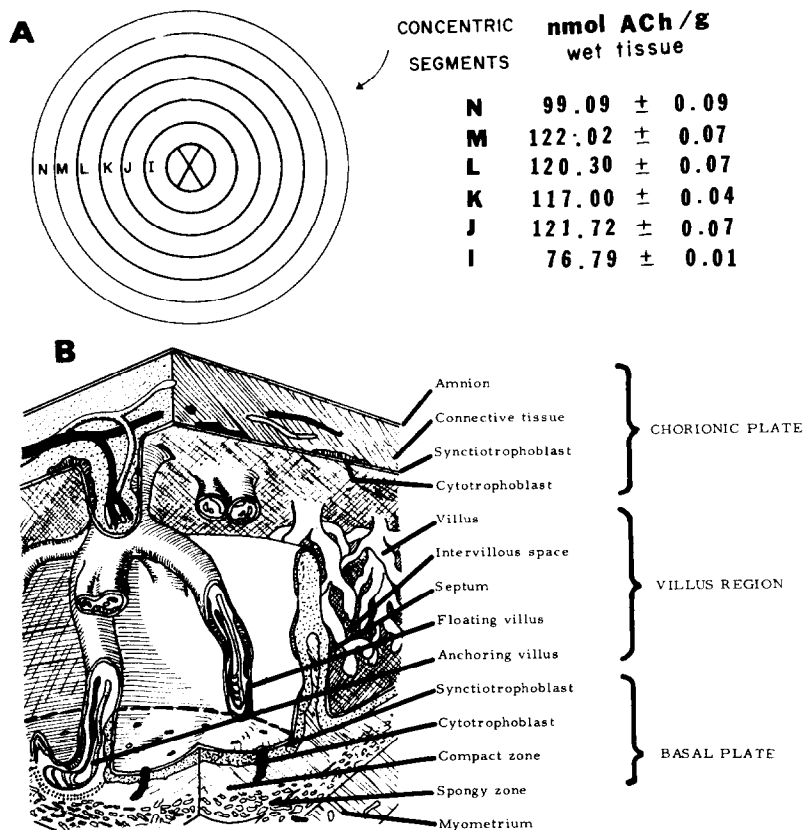 A
CONCENTRIC SEGMENTS
nmol ACh/g
wet tissue
N 99.09 ± 0.09
M 122.02 ± 0.07
L 120.30 ± 0.07
K 117.00 ± 0.04
J 121.72 ± 0.07
I 76.79 ± 0.01
N M L K J I
B
Amnion
Connective tissue
Synctiotrophoblast
Cytotrophoblast
CHORIONIC PLATE
Villus
Intervillous space
Septum
Floating villus
Anchoring villus
VILLUS REGION
Synctiotrophoblast
Cytotrophoblast
Compact zone
Spongy zone
Myometrium
BASAL PLATE